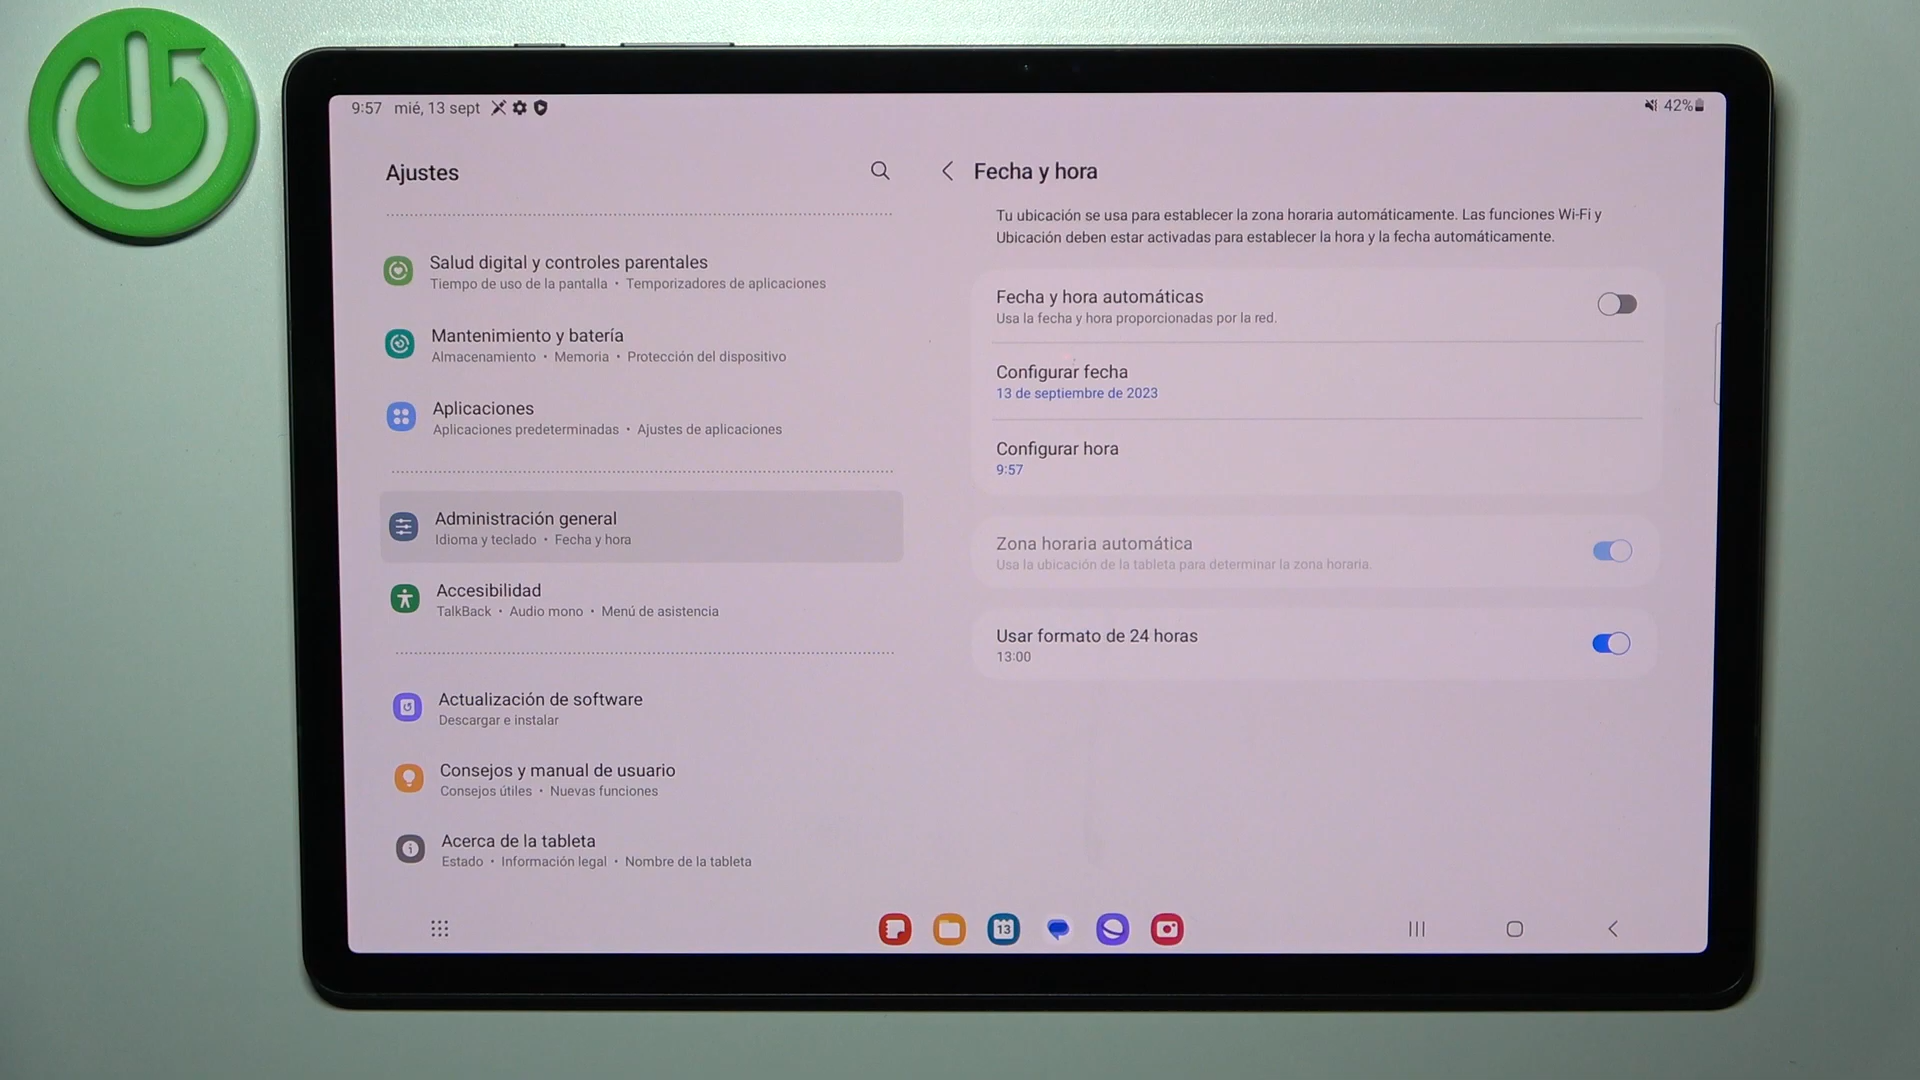 9:57 mié, 13 sept
42%
Ajustes
Salud digital y controles parentales
Tiempo de uso de la pantalla • Temporizadores de aplicaciones
Mantenimiento y batería
Almacenamiento • Memoria • Protección del dispositivo
Aplicaciones
Aplicaciones predeterminadas • Ajustes de aplicaciones
Administración general
Idioma y teclado • Fecha y hora
Accesibilidad
TalkBack • Audio mono • Menú de asistencia
Actualización de software
Descargar e instalar
Consejos y manual de usuario
Consejos útiles • Nuevas funciones
Acerca de la tableta
Estado • Información legal • Nombre de la tableta
Fecha y hora
Tu ubicación se usa para establecer la zona horaria automáticamente. Las funciones Wi-Fi y
Ubicación deben estar activadas para establecer la hora y la fecha automáticamente.
Fecha y hora automáticas
Usa la fecha y hora proporcionadas por la red.
Configurar fecha
13 de septiembre de 2023
Configurar hora
9:57
Zona horaria automática
Usa la ubicación de la tableta para determinar la zona horaria.
Usar formato de 24 horas
13:00
13